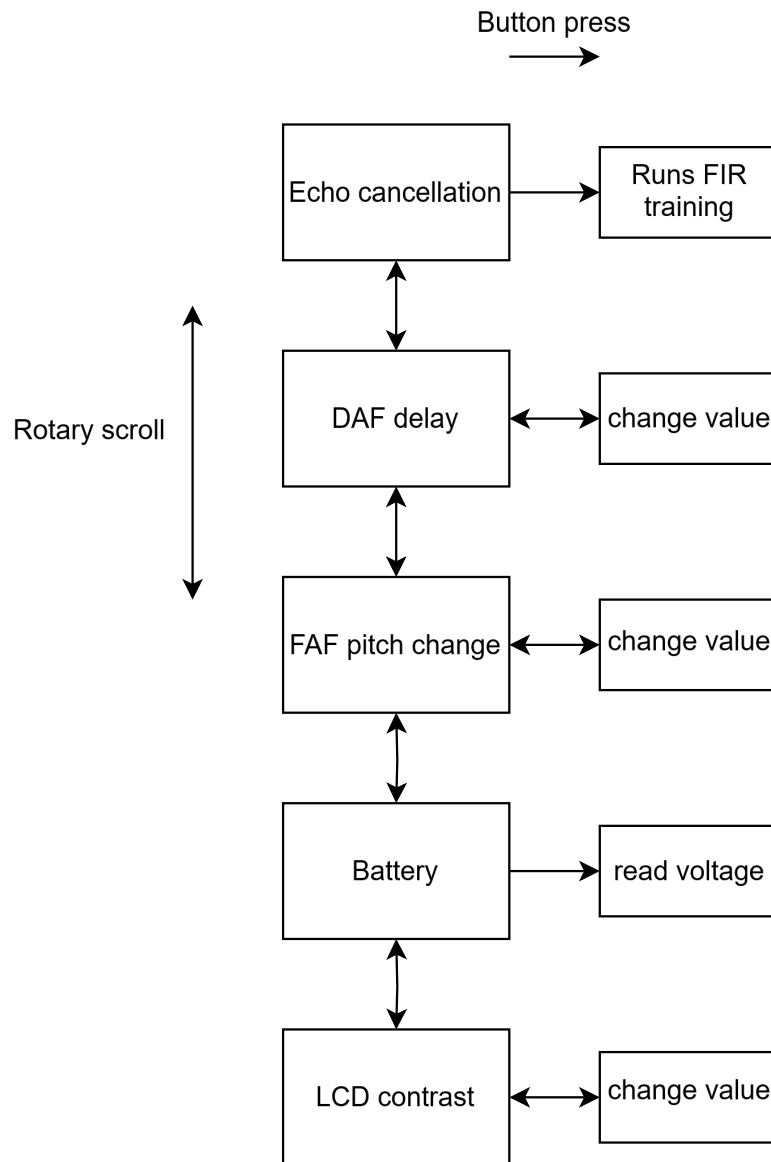 Button press
Echo cancellation
Runs FIR
training
Rotary scroll
DAF delay
change value
FAF pitch change
change value
Battery
read voltage
LCD contrast
change value